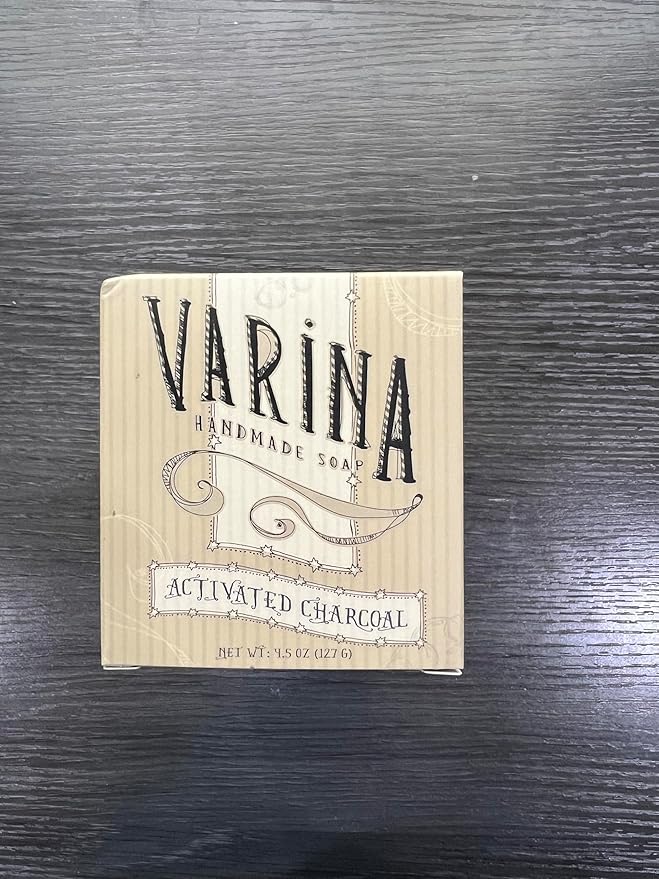 VARiNA
HANDMADE SOAP
ACTIVATED CHARCOAL
NET WT: 4.5 OZ (127 G)